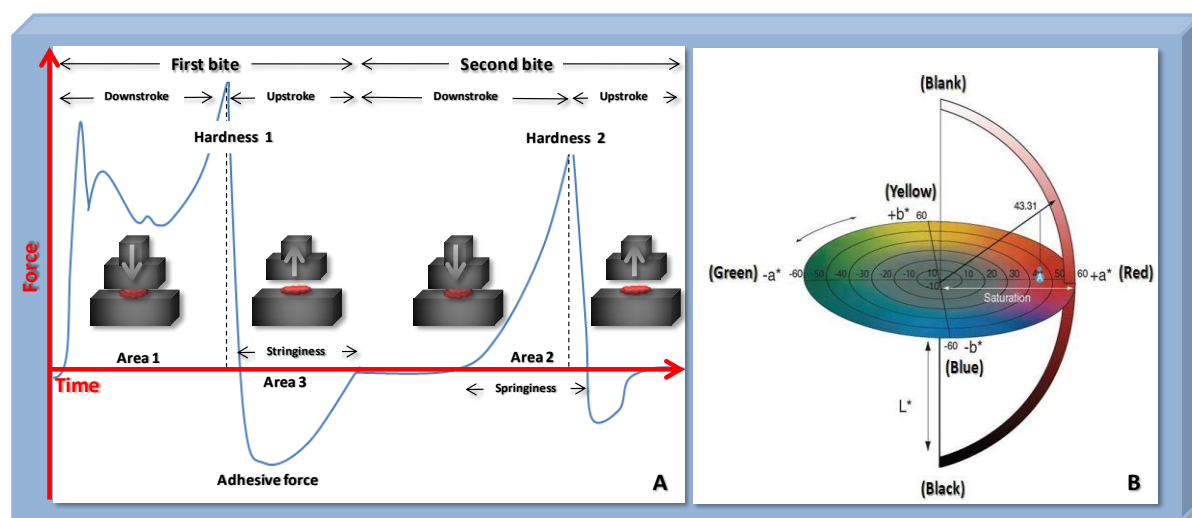 First bite
Second bite
Downstroke
Upstroke
Downstroke
Upstroke
Hardness 1
Hardness 2
Force
Area 1
Stringiness
Area 2
Time
Area 3
Springiness
Adhesive force
A
(Blank)
(Yellow)
+b* 60
43.31
(Green) -a* -60 -50 -40 -30 -20 -10 10 20 30 60 +a* (Red)
-10
Saturation
-60 -b*
(Blue)
L*
(Black)
B